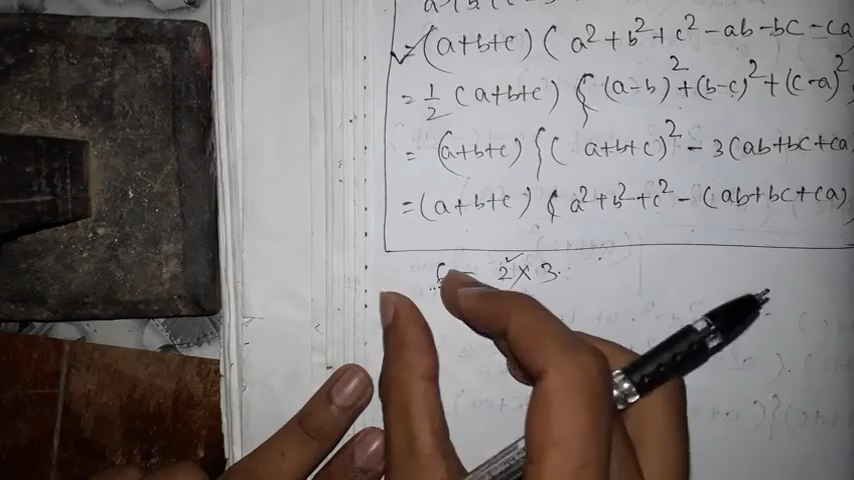 (a+b+c) ( a²+b²+c²-ab-bc-ca
= 1/2 (a+b+c) { (a-b)²+(b-c)²+(c-a)²
= (a+b+c) { ( a+b+c)² - 3(ab+bc+ca
= (a+b+c) { a²+b²+c² - (ab+bc+ca)
6 = 2 × 3.